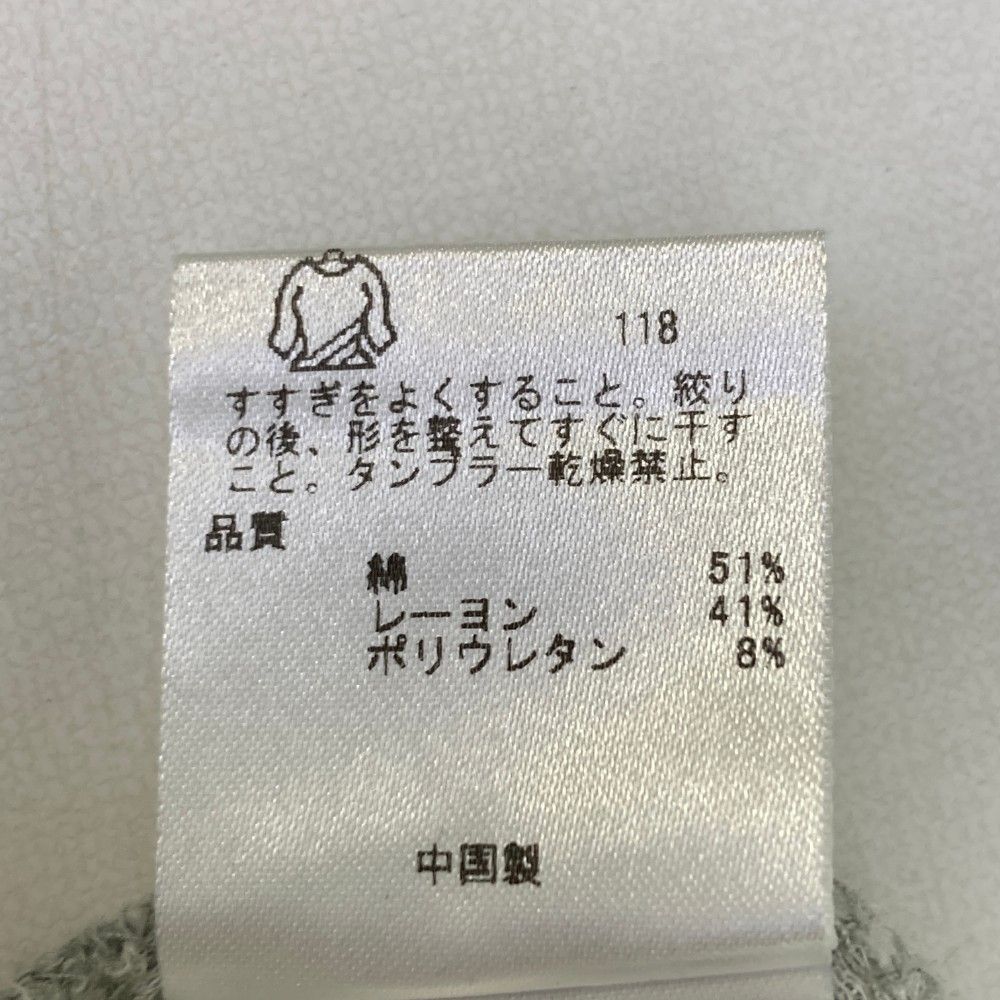 118
すすぎをよくすること。絞り
の後、形を整えてすぐに干す
こと。タンブラー乾燥禁止。
品質
綿 51%
レーヨン 41%
ポリウレタン 8%
中国製